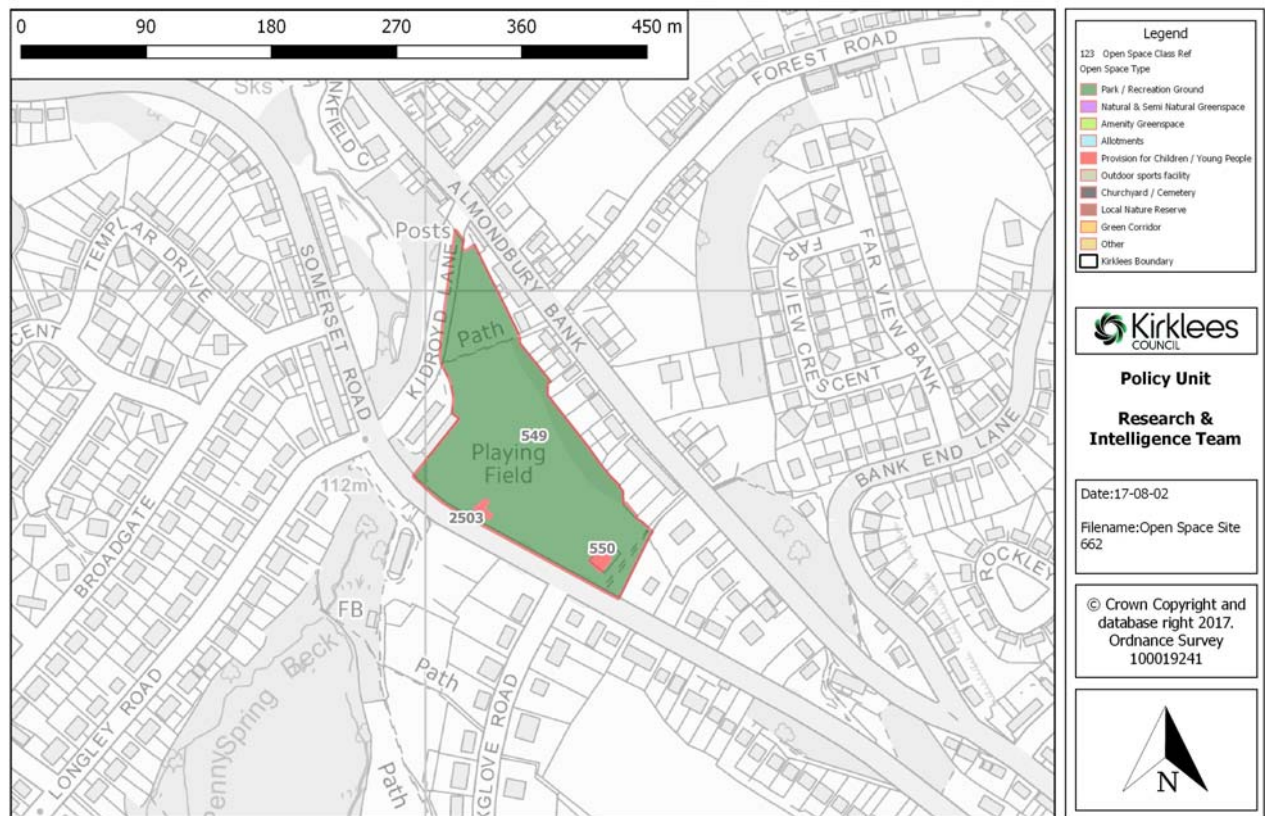 0 90 180 270 360 450 m
Sks
NKFIELD C
FOREST ROAD
ALMONDBURY BANK
Posts
KIDROYD LANE
Path
TEMPLAR DRIVE
SOMERSET ROAD
CENT
FAR VIEW CRESCENT
FAR VIEW BANK
BANK END LANE
549
Playing
Field
112m
2503
550
BROADGATE
FB
ROCKLEY
PennySpring Beck
Path
LONGLEY ROAD
Path
XGLOVE ROAD
Legend
123 Open Space Class Ref
Open Space Type
Park / Recreation Ground
Natural & Semi Natural Greenspace
Amenity Greenspace
Allotments
Provision for Children / Young People
Outdoor sports facility
Churchyard / Cemetery
Local Nature Reserve
Green Corridor
Other
Kirklees Boundary
Kirklees
COUNCIL
Policy Unit
Research &
Intelligence Team
Date:17-08-02
Filename:Open Space Site
662
© Crown Copyright and
database right 2017.
Ordnance Survey
100019241
N